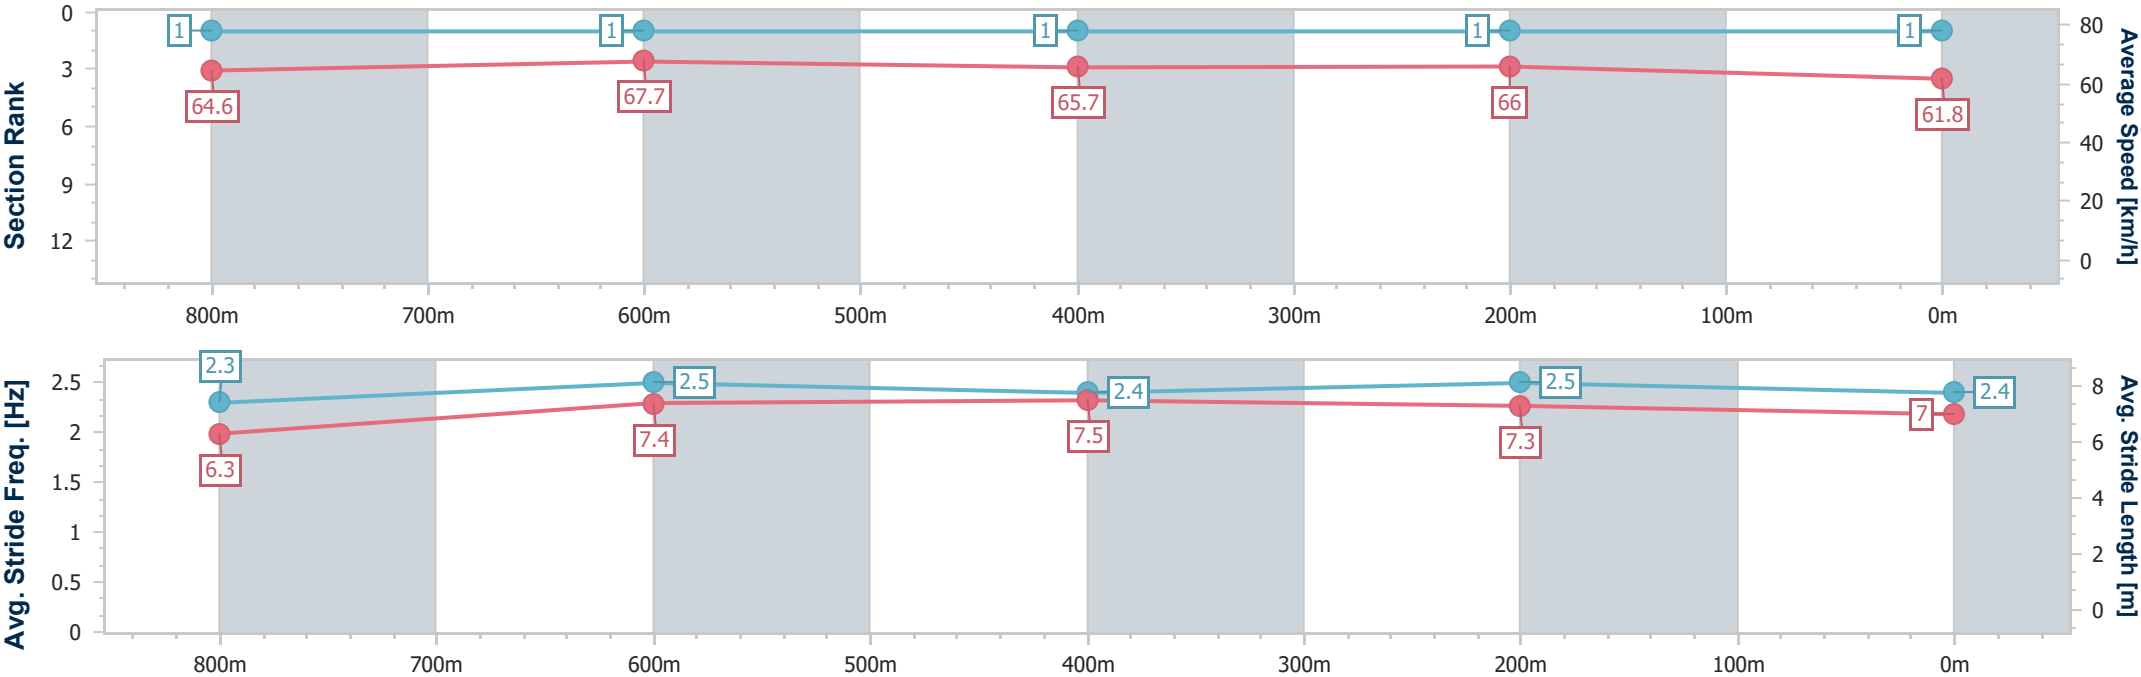 Section Rank
0
3
6
9
12
1
1
1
1
1
64.6
67.7
65.7
66
61.8
80
60
40
20
0
Average Speed [km/h]
800m
700m
600m
500m
400m
300m
200m
100m
0m
Avg. Stride Freq. [Hz]
2.5
2
1.5
1
0.5
0
2.3
2.5
2.4
2.5
2.4
6.3
7.4
7.5
7.3
7
8
6
4
2
0
Avg. Stride Length [m]
800m
700m
600m
500m
400m
300m
200m
100m
0m